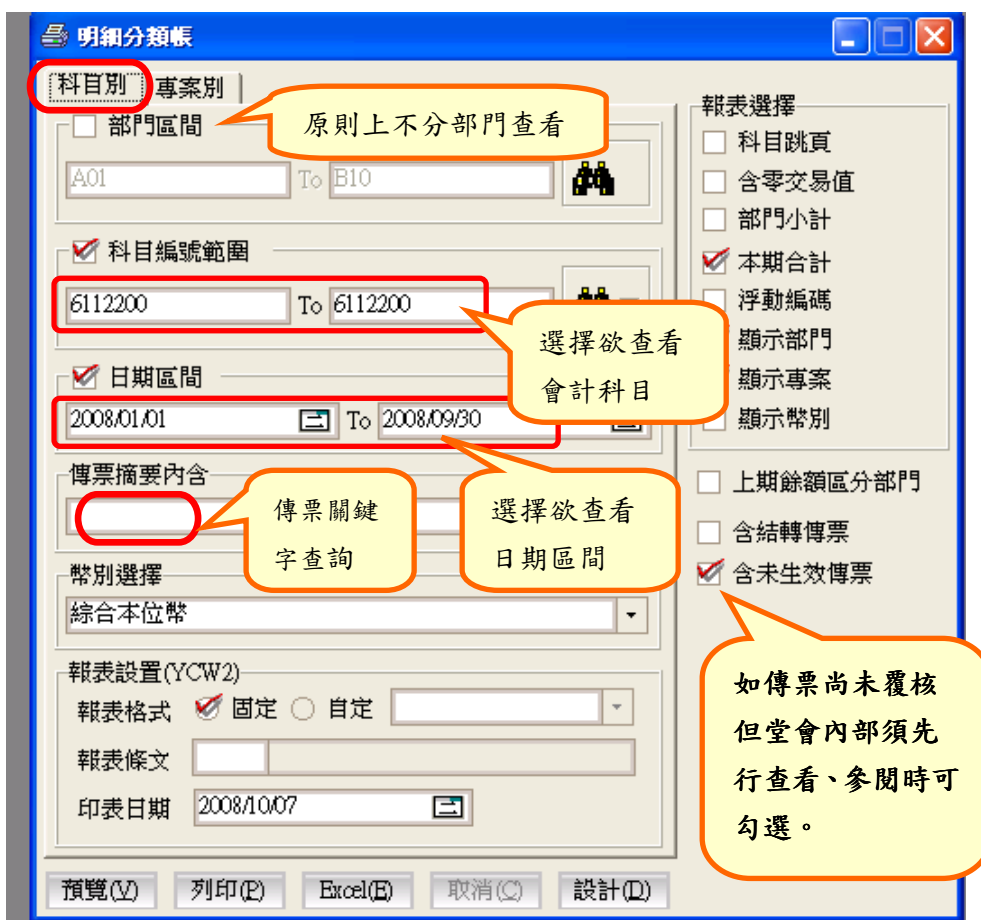 明細分類帳
科目別 專案別
部門區間
原則上不分部門查看
A01 To B10
科目編號範圍
6112200 To 6112200
選擇欲查看
會計科目
日期區間
2008/01/01 To 2008/09/30
選擇欲查看
日期區間
傳票摘要內含
傳票關鍵
字查詢
幣別選擇
綜合本位幣
報表設置(YCW2)
報表格式 固定 自定
報表條文
印表日期 2008/10/07
報表選擇
科目跳頁
含零交易值
部門小計
本期合計
浮動編碼
顯示部門
顯示專案
顯示幣別
上期餘額區分部門
含結轉傳票
含未生效傳票
如傳票尚未覆核
但堂會內部須先
行查看、參閱時可
勾選。
預覽(V) 列印(P) Excel(E) 取消(C) 設計(D)